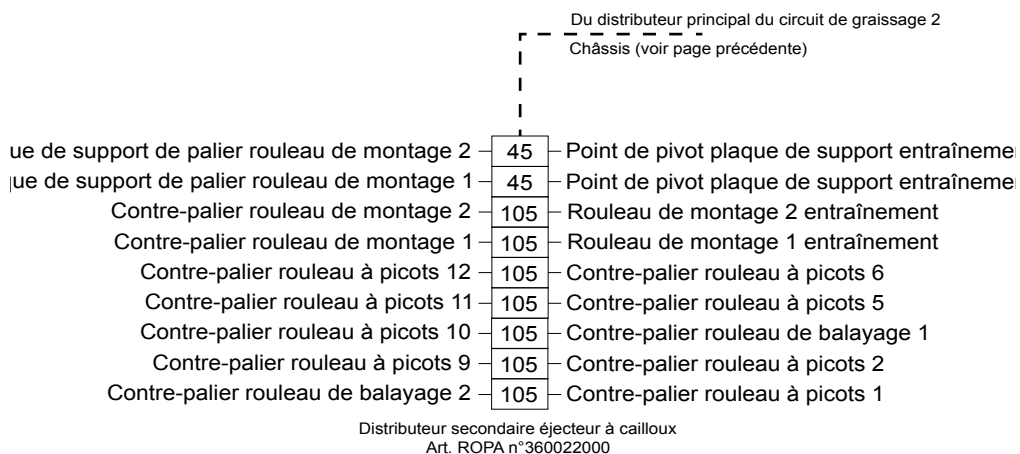 Du distributeur principal du circuit de graissage 2
Châssis (voir page précédente)
de support de palier rouleau de montage 2 45 Point de pivot plaque de support
de support de palier rouleau de montage 1 45 Point de pivot plaque de support
Contre-palier rouleau de montage 2 105 Rouleau de montage 2 entraînement
Contre-palier rouleau de montage 1 105 Rouleau de montage 1 entraînement
Contre-palier rouleau à picots 12 105 Contre-palier rouleau à picots 6
Contre-palier rouleau à picots 11 105 Contre-palier rouleau à picots 5
Contre-palier rouleau à picots 10 105 Contre-palier rouleau de balayage 1
Contre-palier rouleau à picots 9 105 Contre-palier rouleau à picots 2
Contre-palier rouleau de balayage 2 105 Contre-palier rouleau à picots 1
Distributeur secondaire éjecteur à cailloux
Art. ROPA n°360022000